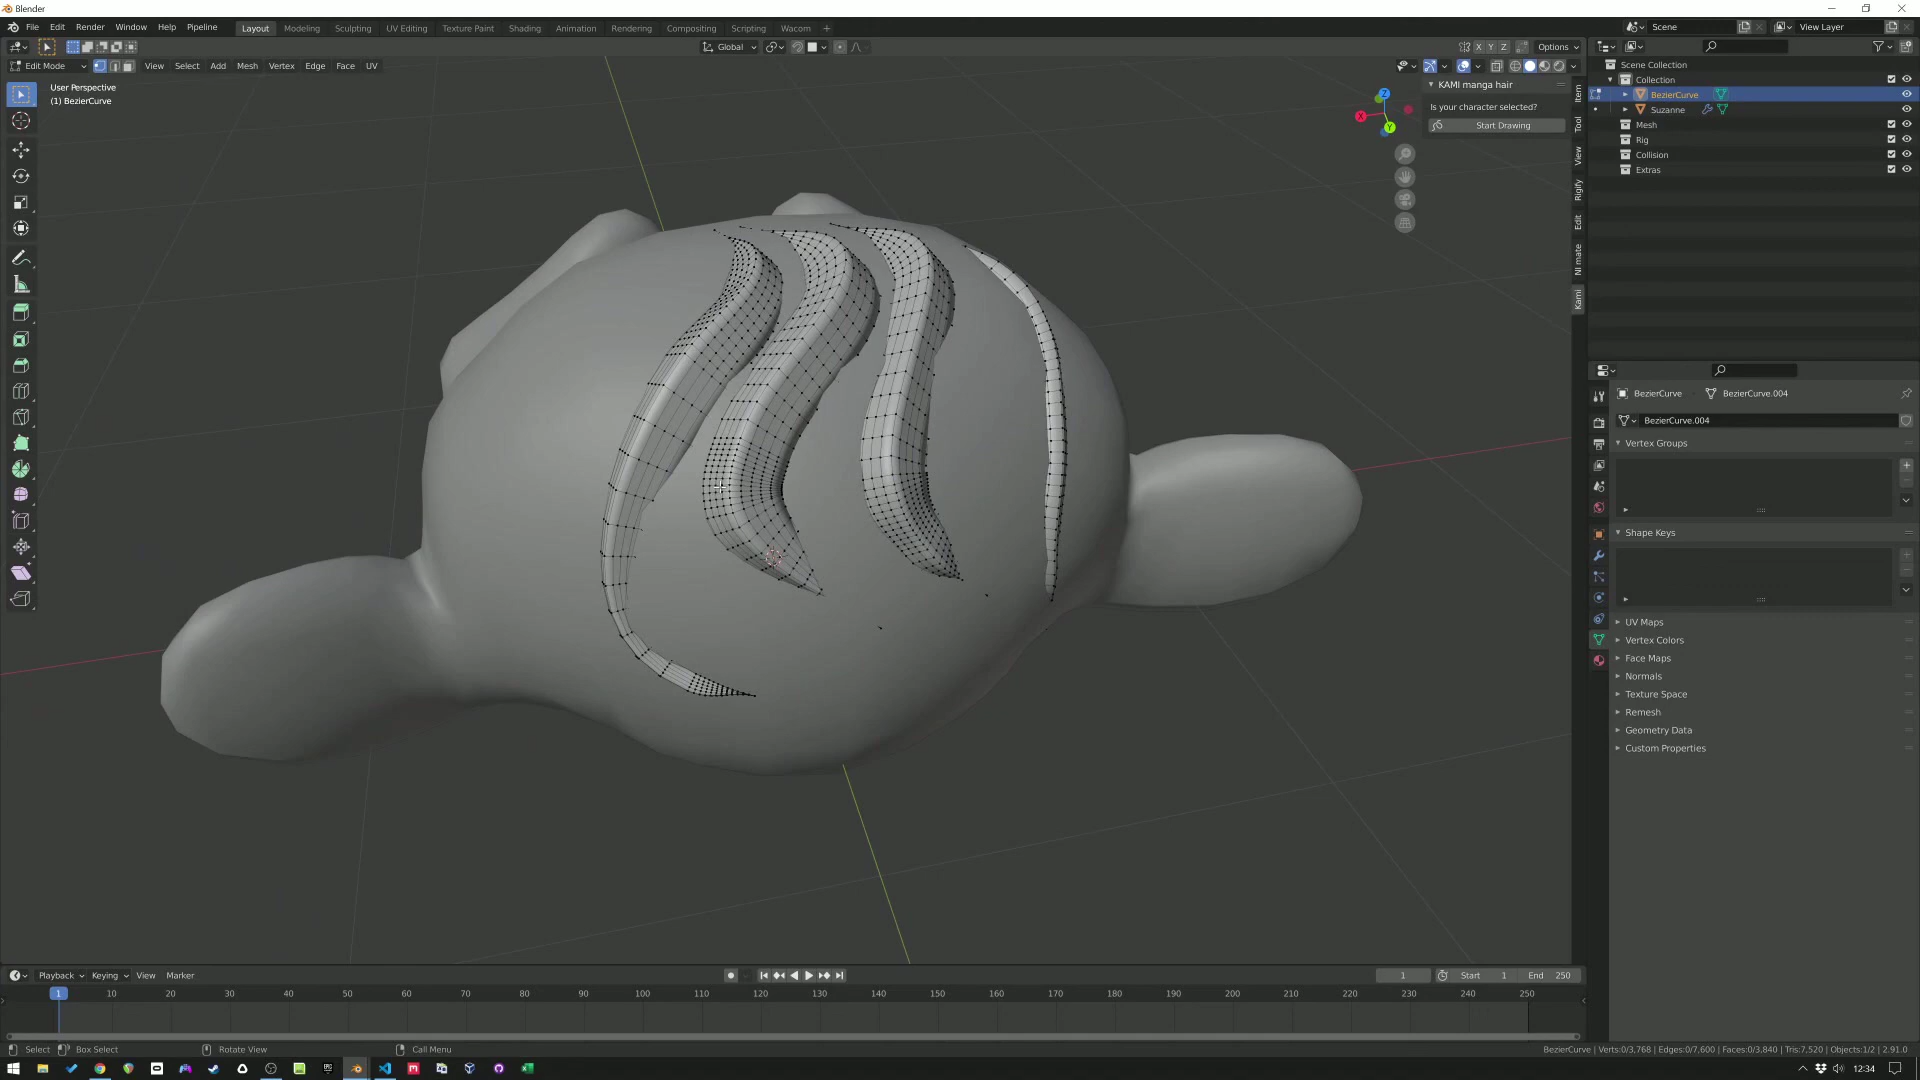 Blender
File Edit Render Window Help Pipeline
Layout Modeling Sculpting UV Editing Texture Paint Shading Animation Rendering Compositing Scripting Wacom +
Scene
View Layer
Global
X Y Z
Options
Edit Mode
View Select Add Mesh Vertex Edge Face UV
User Perspective
(1) BezierCurve
Z
X
Y
KAMI manga hair
Is your character selected?
Start Drawing
Item
Tool
View
Rigify
Edit
NI mate
Kami
Scene Collection
Collection
BezierCurve
Suzanne
Mesh
Rig
Collision
Extras
BezierCurve
BezierCurve.004
BezierCurve.004
Vertex Groups
Shape Keys
UV Maps
Vertex Colors
Face Maps
Normals
Texture Space
Remesh
Geometry Data
Custom Properties
Playback Keying View Marker
1
Start 1
End 250
1 10 20 30 40 50 60 70 80 90 100 110 120 130 140 150 160 170 180 190 200 210 220 230 240 250
Select
Box Select
Rotate View
Call Menu
BezierCurve | Verts:0/3,768 | Edges:0/7,600 | Faces:0/3,840 | Tris:7,520 | Objects:1/2 | 2.91.0
12:34